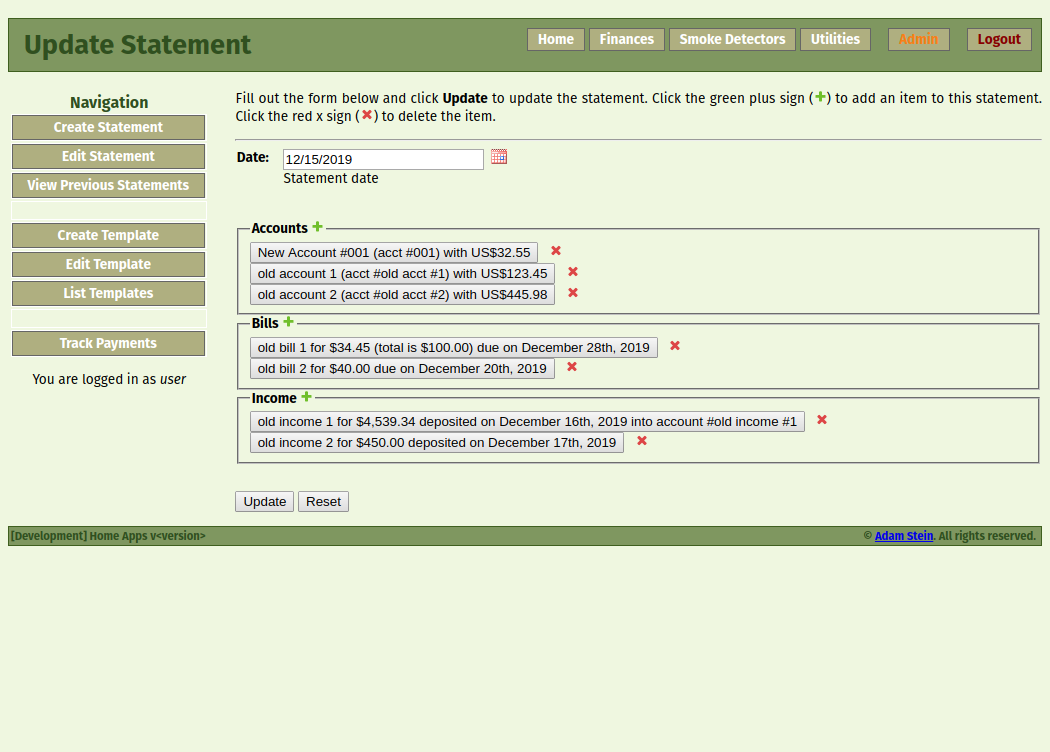 Update Statement
Home Finances Smoke Detectors Utilities Admin Logout
Navigation
Create Statement
Edit Statement
View Previous Statements
Create Template
Edit Template
List Templates
Track Payments
You are logged in as user
Fill out the form below and click Update to update the statement. Click the green plus sign (+) to add an item to this statement.
Click the red x sign (✖) to delete the item.
Date: 12/15/2019
Statement date
Accounts
New Account #001 (acct #001) with US$32.55
old account 1 (acct #old acct #1) with US$123.45
old account 2 (acct #old acct #2) with US$445.98
Bills
old bill 1 for $34.45 (total is $100.00) due on December 28th, 2019
old bill 2 for $40.00 due on December 20th, 2019
Income
old income 1 for $4,539.34 deposited on December 16th, 2019 into account #old income #1
old income 2 for $450.00 deposited on December 17th, 2019
Update Reset
[Development] Home Apps v<version>
© Adam Stein. All rights reserved.